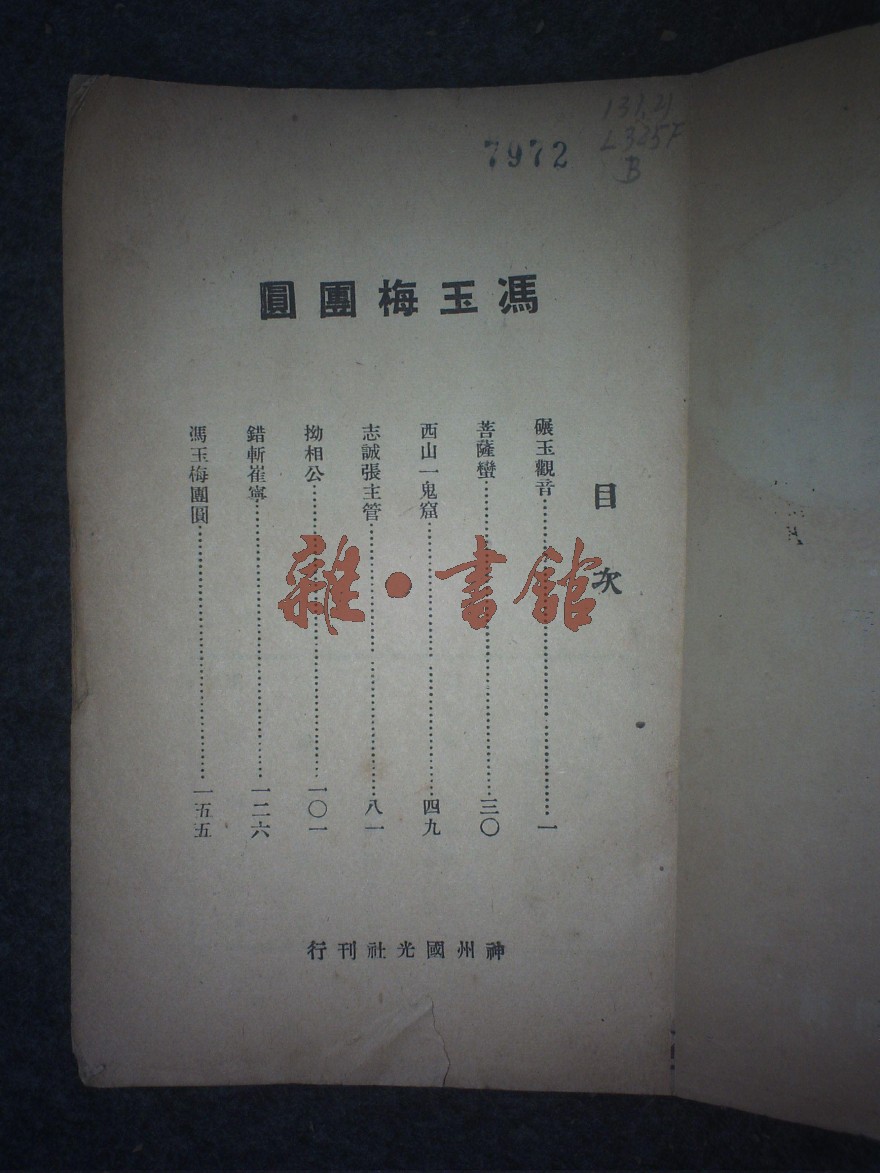 7972
131.21
L325F
B
馮玉梅團圓
目次
碾玉觀音⋯⋯一
菩薩蠻⋯⋯三〇
西山一鬼窟⋯⋯四九
志誠張主管⋯⋯八一
拗相公⋯⋯一〇一
錯斬崔寧⋯⋯一二六
馮玉梅團圓⋯⋯一五五
神州國光社刊行
雜·書館